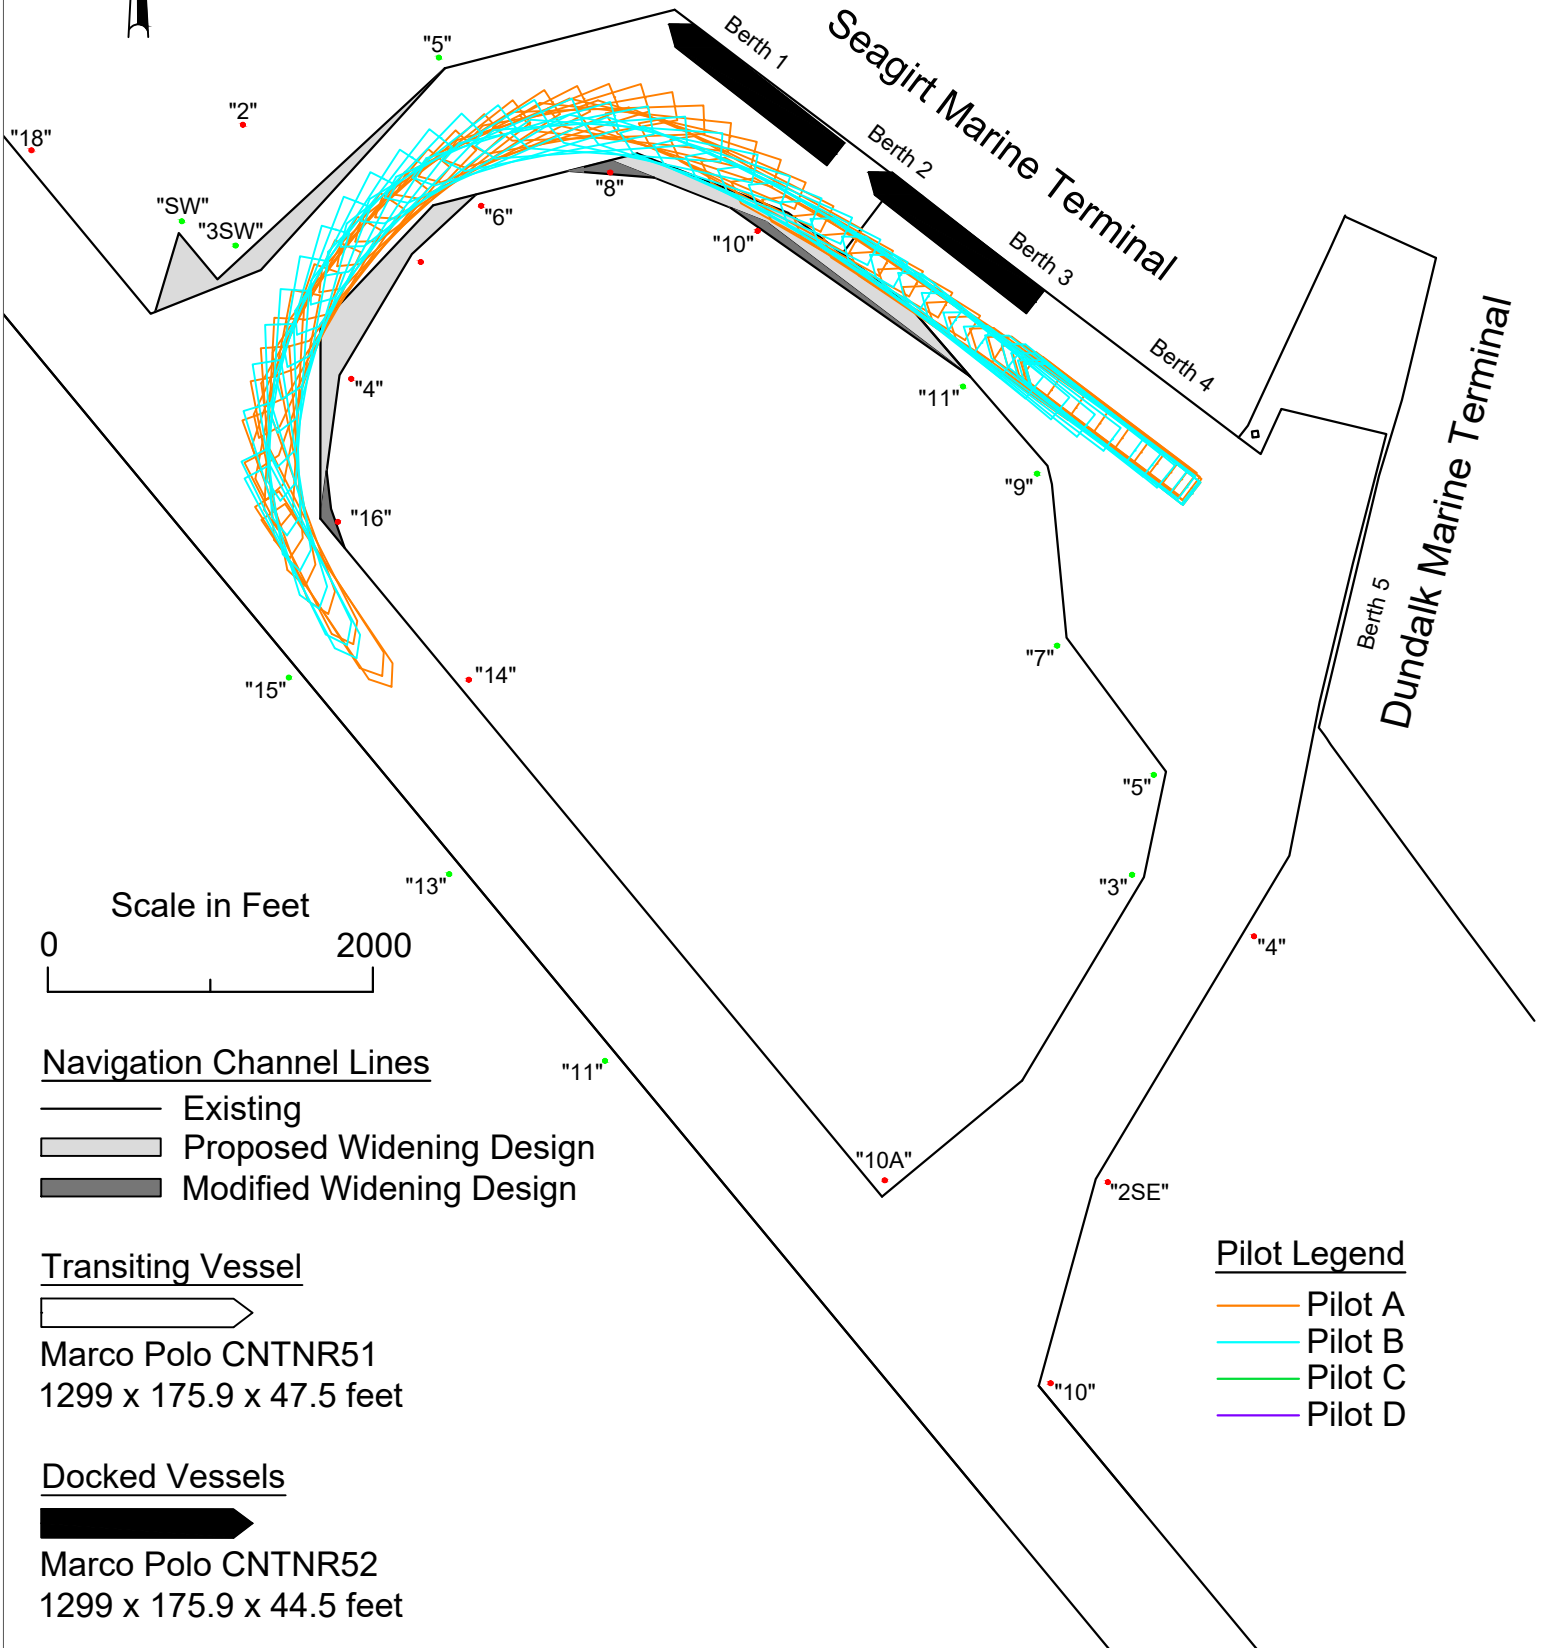 "5"
Berth 1
Seagirt Marine Terminal
"2"
"18"
Berth 2
"SW"
"3SW"
"8"
"6"
"10"
Berth 3
Berth 4
"4"
"11"
"9"
"16"
Dundalk Marine Terminal
Berth 5
"7"
"14"
"15"
"5"
"13"
"3"
Scale in Feet
0 2000
"4"
Navigation Channel Lines
Existing
Proposed Widening Design
Modified Widening Design
"11"
"10A"
"2SE"
Transiting Vessel
Marco Polo CNTNR51
1299 x 175.9 x 47.5 feet
Pilot Legend
Pilot A
Pilot B
Pilot C
Pilot D
"10"
Docked Vessels
Marco Polo CNTNR52
1299 x 175.9 x 44.5 feet